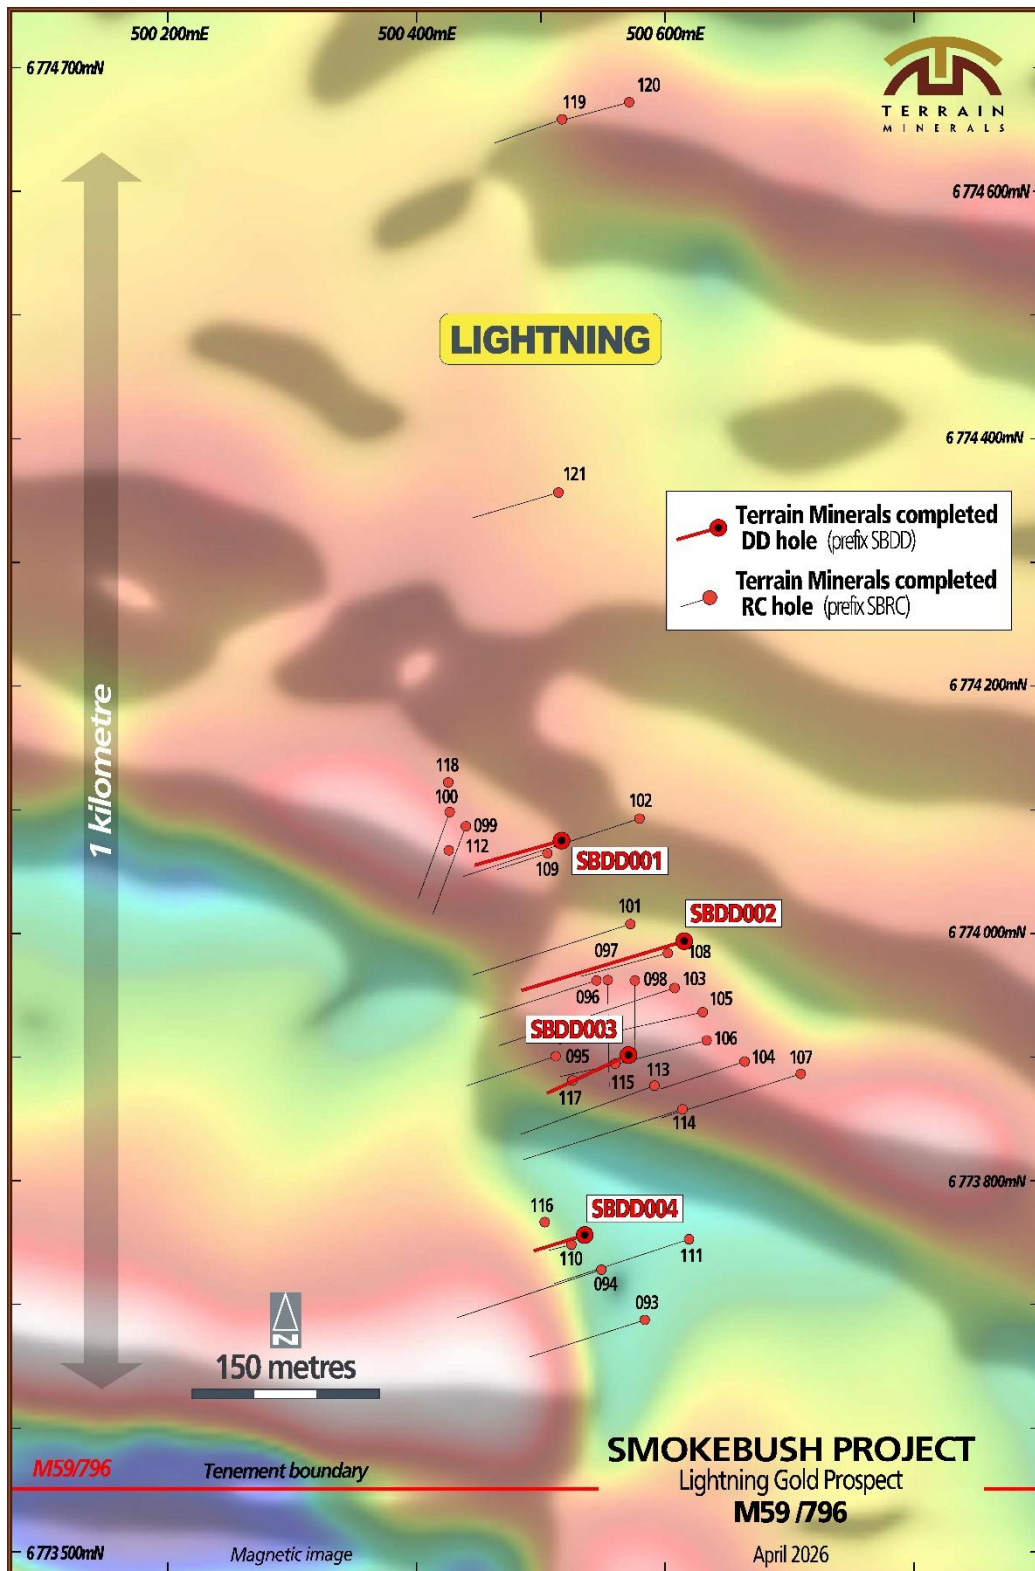 500 200mE
500 400mE
500 600mE
6 774 700mN
TERRAIN
MINERALS
120
119
6 774 600mN
LIGHTNING
6 774 400mN
121
Terrain Minerals completed
DD hole (prefix SBDD)
Terrain Minerals completed
RC hole (prefix SBRC)
6 774 200mN
1 kilometre
118
100
099
112
102
109
SBDD001
101
SBDD002
6 774 000mN
097
108
096
098
103
105
SBDD003
106
095
104
107
115
113
117
114
6 773 800mN
116
SBDD004
110
111
094
093
N
150 metres
SMOKEBUSH PROJECT
Lightning Gold Prospect
M59 /796
M59/796
Tenement boundary
6 773 500mN
Magnetic image
April 2026